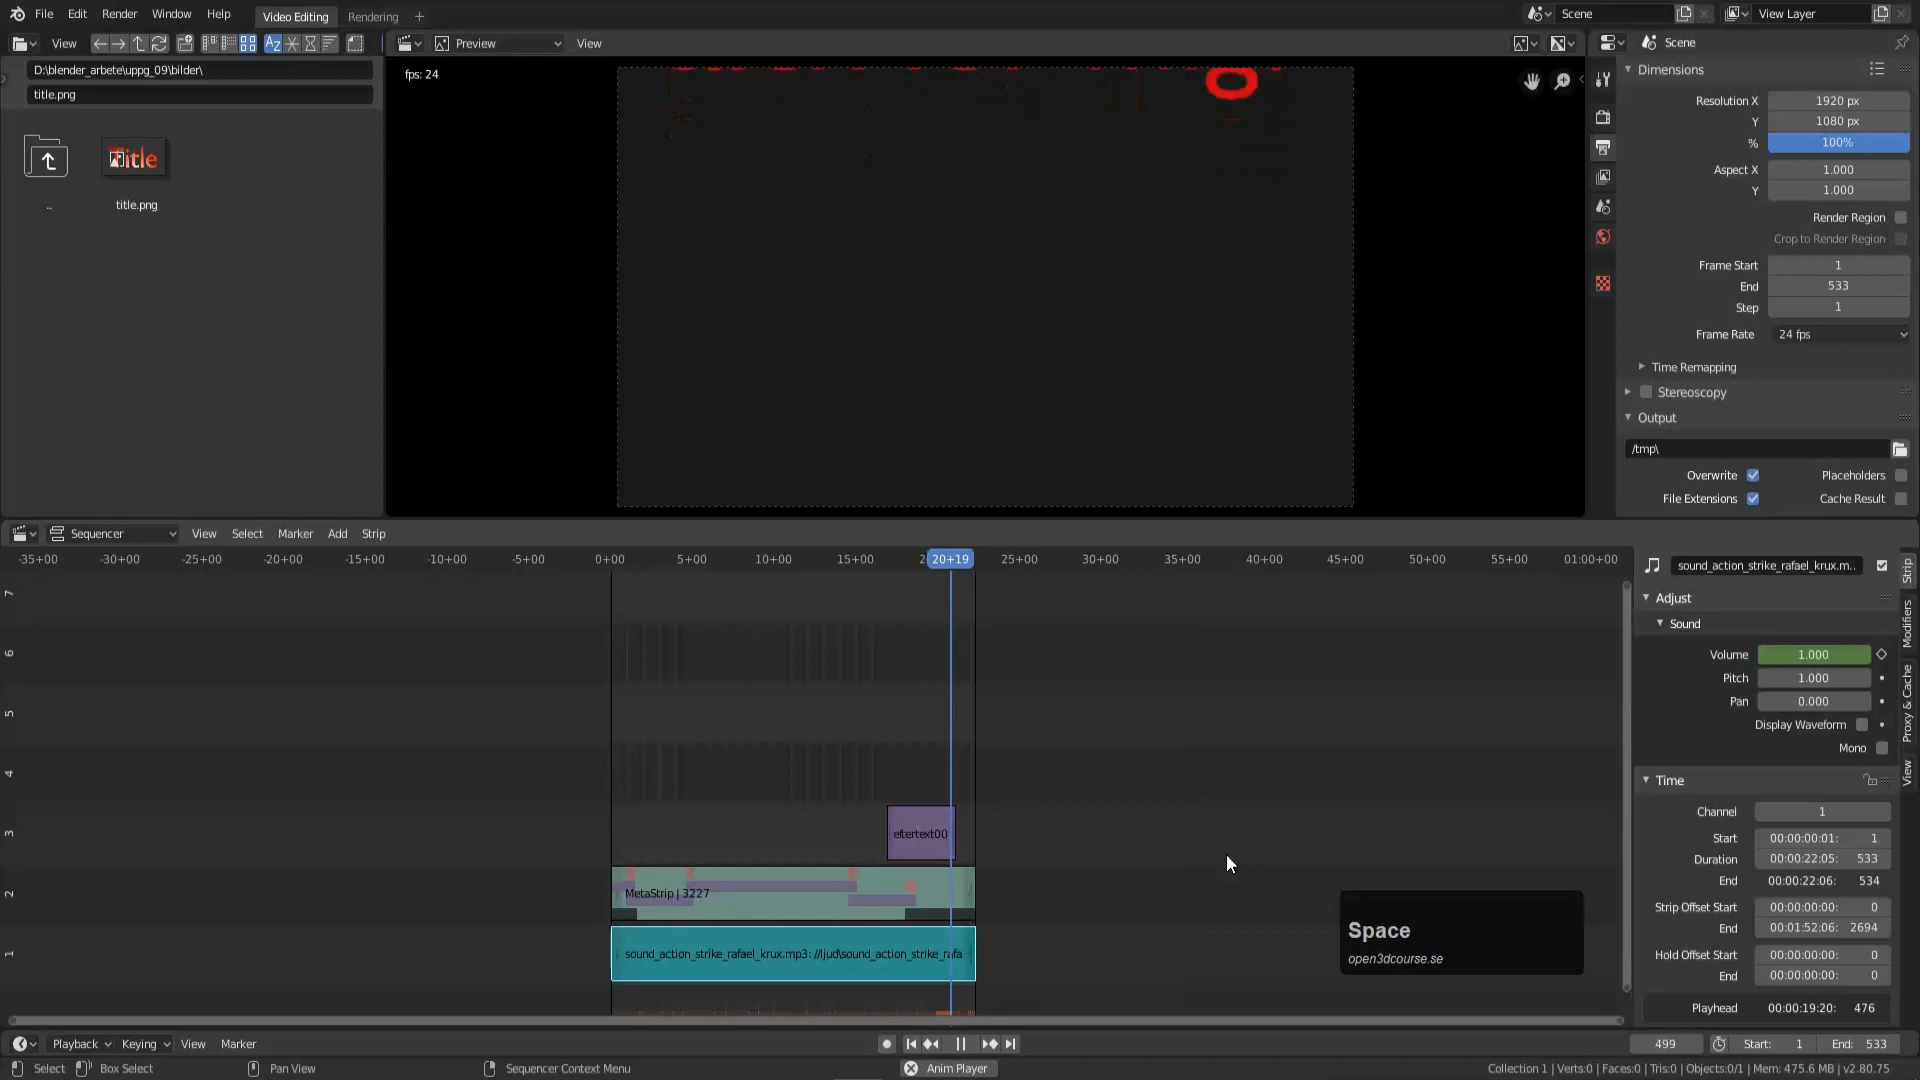 File Edit Render Window Help Video Editing Rendering + Scene View Layer
View Preview View Scene
D:\blender_arbete\uppg_09\bilder\
title.png
fps: 24
Title
.. title.png
Dimensions
Resolution X 1920 px
Y 1080 px
% 100%
Aspect X 1.000
Y 1.000
Render Region
Crop to Render Region
Frame Start 1
End 533
Step 1
Frame Rate 24 fps
Time Remapping
Stereoscopy
Output
/tmp\
Overwrite Placeholders
File Extensions Cache Result
Sequencer View Select Marker Add Strip
-35+00 -30+00 -25+00 -20+00 -15+00 -10+00 -5+00 0+00 5+00 10+00 15+00 20+19 25+00 30+00 35+00 40+00 45+00 50+00 55+00 01:00+00
7
6
5
4
3
2
1
eftertext00
MetaStrip | 3227
sound_action_strike_rafael_krux.mp3: //ljud\sound_action_strike_rafa
Space
open3dcourse.se
sound_action_strike_rafael_krux.m..
Adjust
Sound
Volume 1.000
Pitch 1.000
Pan 0.000
Display Waveform
Mono
Time
Channel 1
Start 00:00:00:01: 1
Duration 00:00:22:05: 533
End 00:00:22:06: 534
Strip Offset Start 00:00:00:00: 0
End 00:01:52:06: 2694
Hold Offset Start 00:00:00:00: 0
End 00:00:00:00: 0
Playhead 00:00:19:20: 476
Strip
Modifiers
Proxy & Cache
View
Playback Keying View Marker 499 Start: 1 End: 533
Select Box Select Pan View Sequencer Context Menu Anim Player Collection 1 | Verts:0 | Faces:0 | Tris:0 | Objects:0/1 | Mem: 475.6 MB | v2.80.75